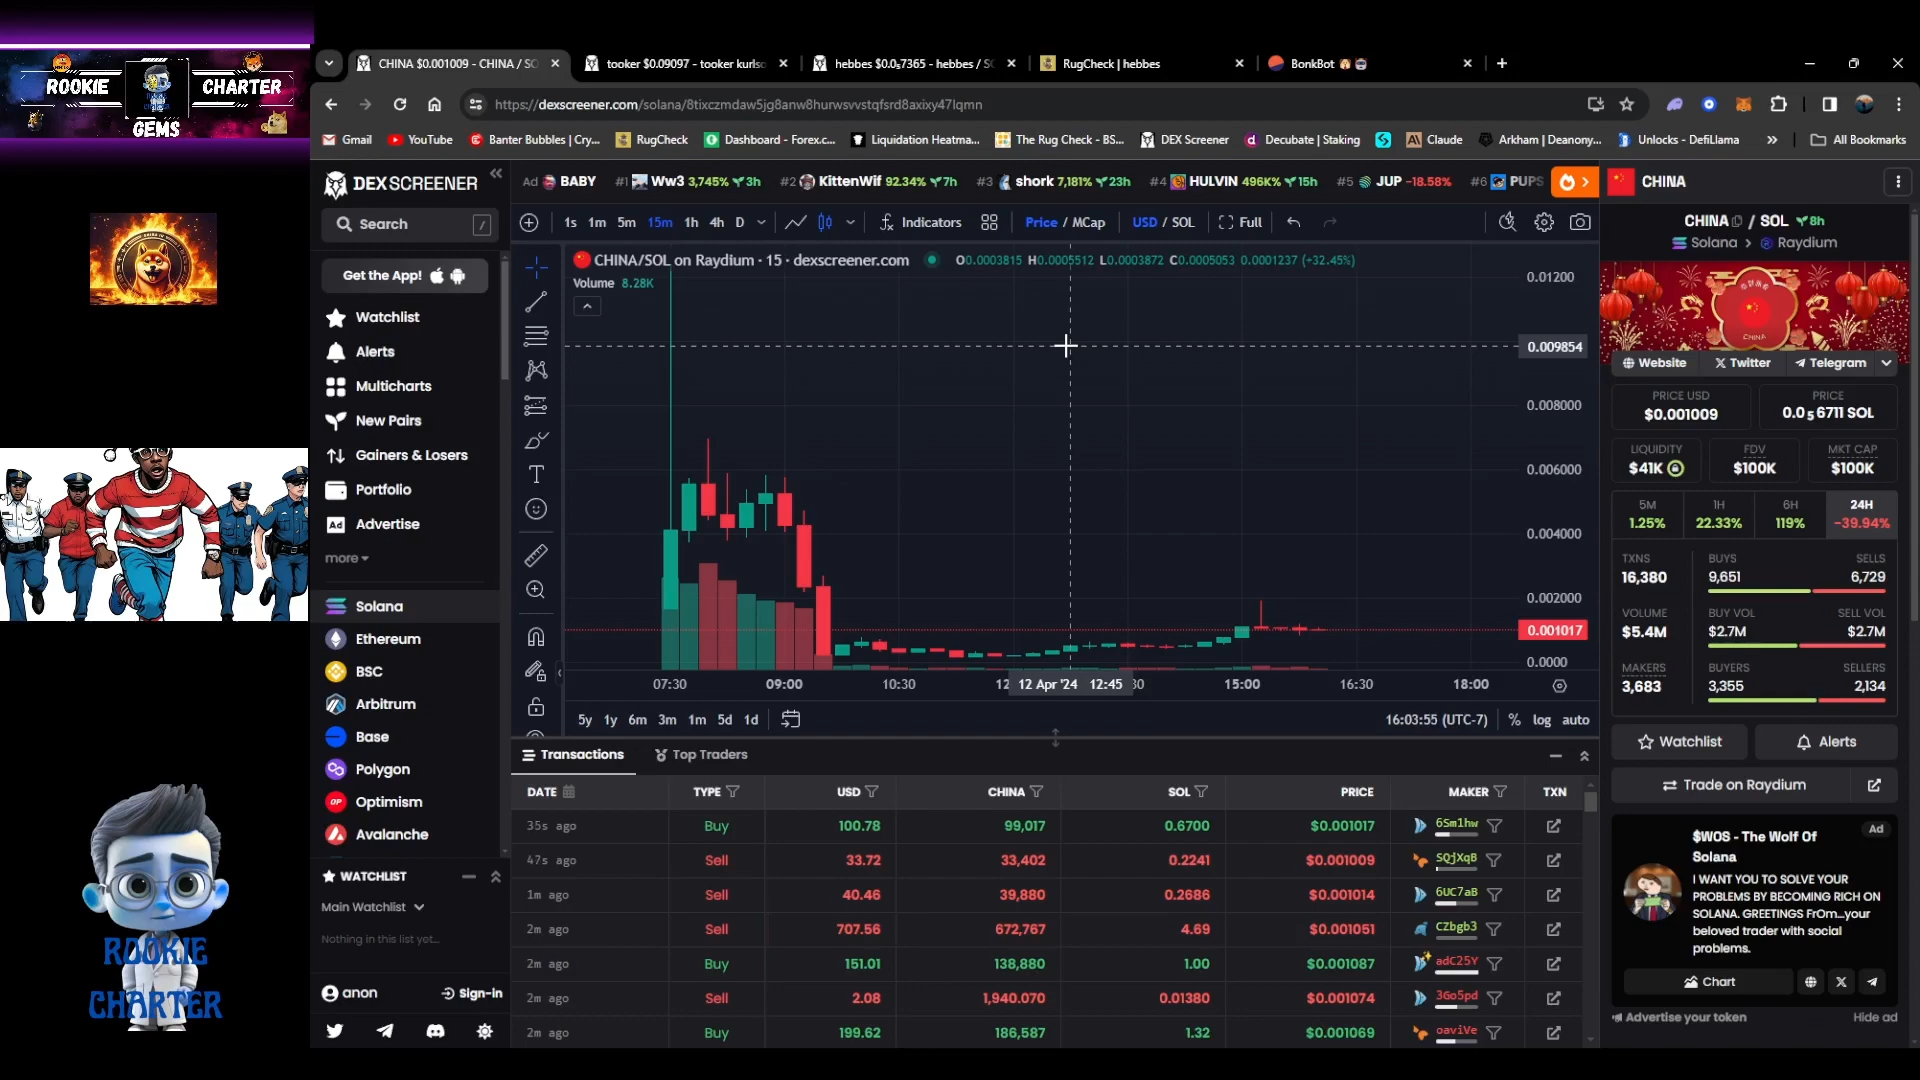 ROOKIE
CHARTER
GEMS
ROOKIE
CHARTER
CHINA $0.001009 - CHINA / SO
tooker $0.09097 - tooker kurlso
hebbes $0.0₅7365 - hebbes / SO
RugCheck | hebbes
BonkBot
https://dexscreener.com/solana/8tixczmdaw5jg8anw8hurwsvvstqfsrd8axixy47lqmn
Gmail
YouTube
Banter Bubbles | Cry...
RugCheck
Dashboard - Forex.c...
Liquidation Heatma...
The Rug Check - BS...
DEX Screener
Decubate | Staking
Claude
Arkham | Deanony...
Unlocks - DefiLlama
All Bookmarks
DEXSCREENER
Search /
Get the App!
Watchlist
Alerts
Multicharts
New Pairs
Gainers & Losers
Portfolio
Ad Advertise
more
Solana
Ethereum
BSC
Arbitrum
Base
Polygon
OP Optimism
Avalanche
WATCHLIST
Main Watchlist
Nothing in this list yet...
anon
Sign-in
Ad BABY #1 Ww3 3,745% 3h #2 KittenWif 92.34% 7h #3 shork 7,181% 23h #4 HULVIN 496K% 15h #5 JUP -18.58% #6 PUPS
1s 1m 5m 15m 1h 4h D Indicators Price / MCap USD / SOL Full
CHINA/SOL on Raydium · 15 · dexscreener.com O0.0003815 H0.0005512 L0.0003872 C0.0005053 0.0001237 (+32.45%)
Volume 8.28K
0.01200
0.009854
0.008000
0.006000
0.004000
0.002000
0.001017
0.0000
07:30 09:00 10:30 12 12 Apr '24 12:45 30 15:00 16:30 18:00
5y 1y 6m 3m 1m 5d 1d 16:03:55 (UTC-7) % log auto
Transactions Top Traders
DATE TYPE USD CHINA SOL PRICE MAKER TXN
35s ago Buy 100.78 99,017 0.6700 $0.001017 6Sm1hw
47s ago Sell 33.72 33,402 0.2241 $0.001009 SQjXqB
1m ago Sell 40.46 39,880 0.2686 $0.001014 6UC7aB
2m ago Sell 707.56 672,767 4.69 $0.001051 CZbgb3
2m ago Buy 151.01 138,880 1.00 $0.001087 adC25Y
2m ago Sell 2.08 1,940.070 0.01380 $0.001074 3Go5pd
2m ago Buy 199.62 186,587 1.32 $0.001069 oaviVe
CHINA
CHINA / SOL 8h
Solana > Raydium
CHINA
Website Twitter Telegram
PRICE USD
$0.001009
PRICE
0.0₅6711 SOL
LIQUIDITY
$41K
FDV
$100K
MKT CAP
$100K
5M
1.25%
1H
22.33%
6H
119%
24H
-39.94%
TXNS
16,380
BUYS
9,651
SELLS
6,729
VOLUME
$5.4M
BUY VOL
$2.7M
SELL VOL
$2.7M
MAKERS
3,683
BUYERS
3,355
SELLERS
2,134
Watchlist
Alerts
Trade on Raydium
$WOS - The Wolf Of
Solana
Ad
I WANT YOU TO SOLVE YOUR
PROBLEMS BY BECOMING RICH ON
SOLANA. GREETINGS FrOm...your
beloved trader with social
problems.
Chart
Advertise your token
Hide ad